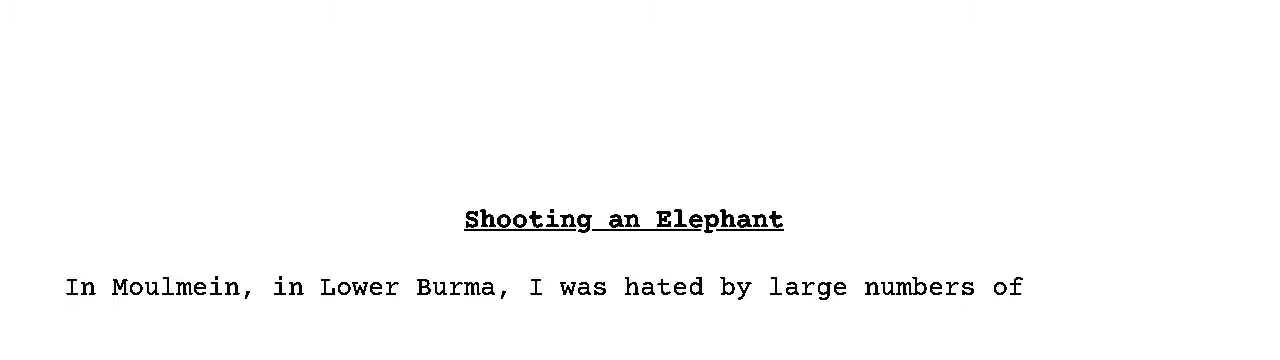 Shooting an Elephant
In Moulmein, in Lower Burma, I was hated by large numbers of